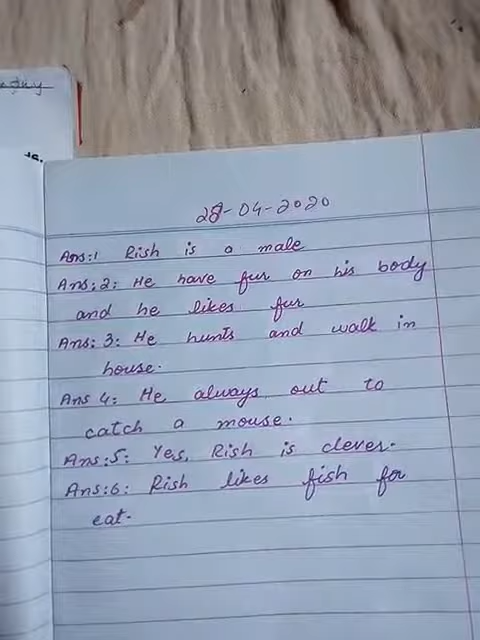 28-04-2020
Ans:1 Rish is a male
Ans:2: He have fur on his body
and he likes fur
Ans:3: He hunts and walk in
house.
Ans 4: He always out to
catch a mouse.
Ans:5: Yes, Rish is clever.
Ans:6: Rish likes fish for
eat.